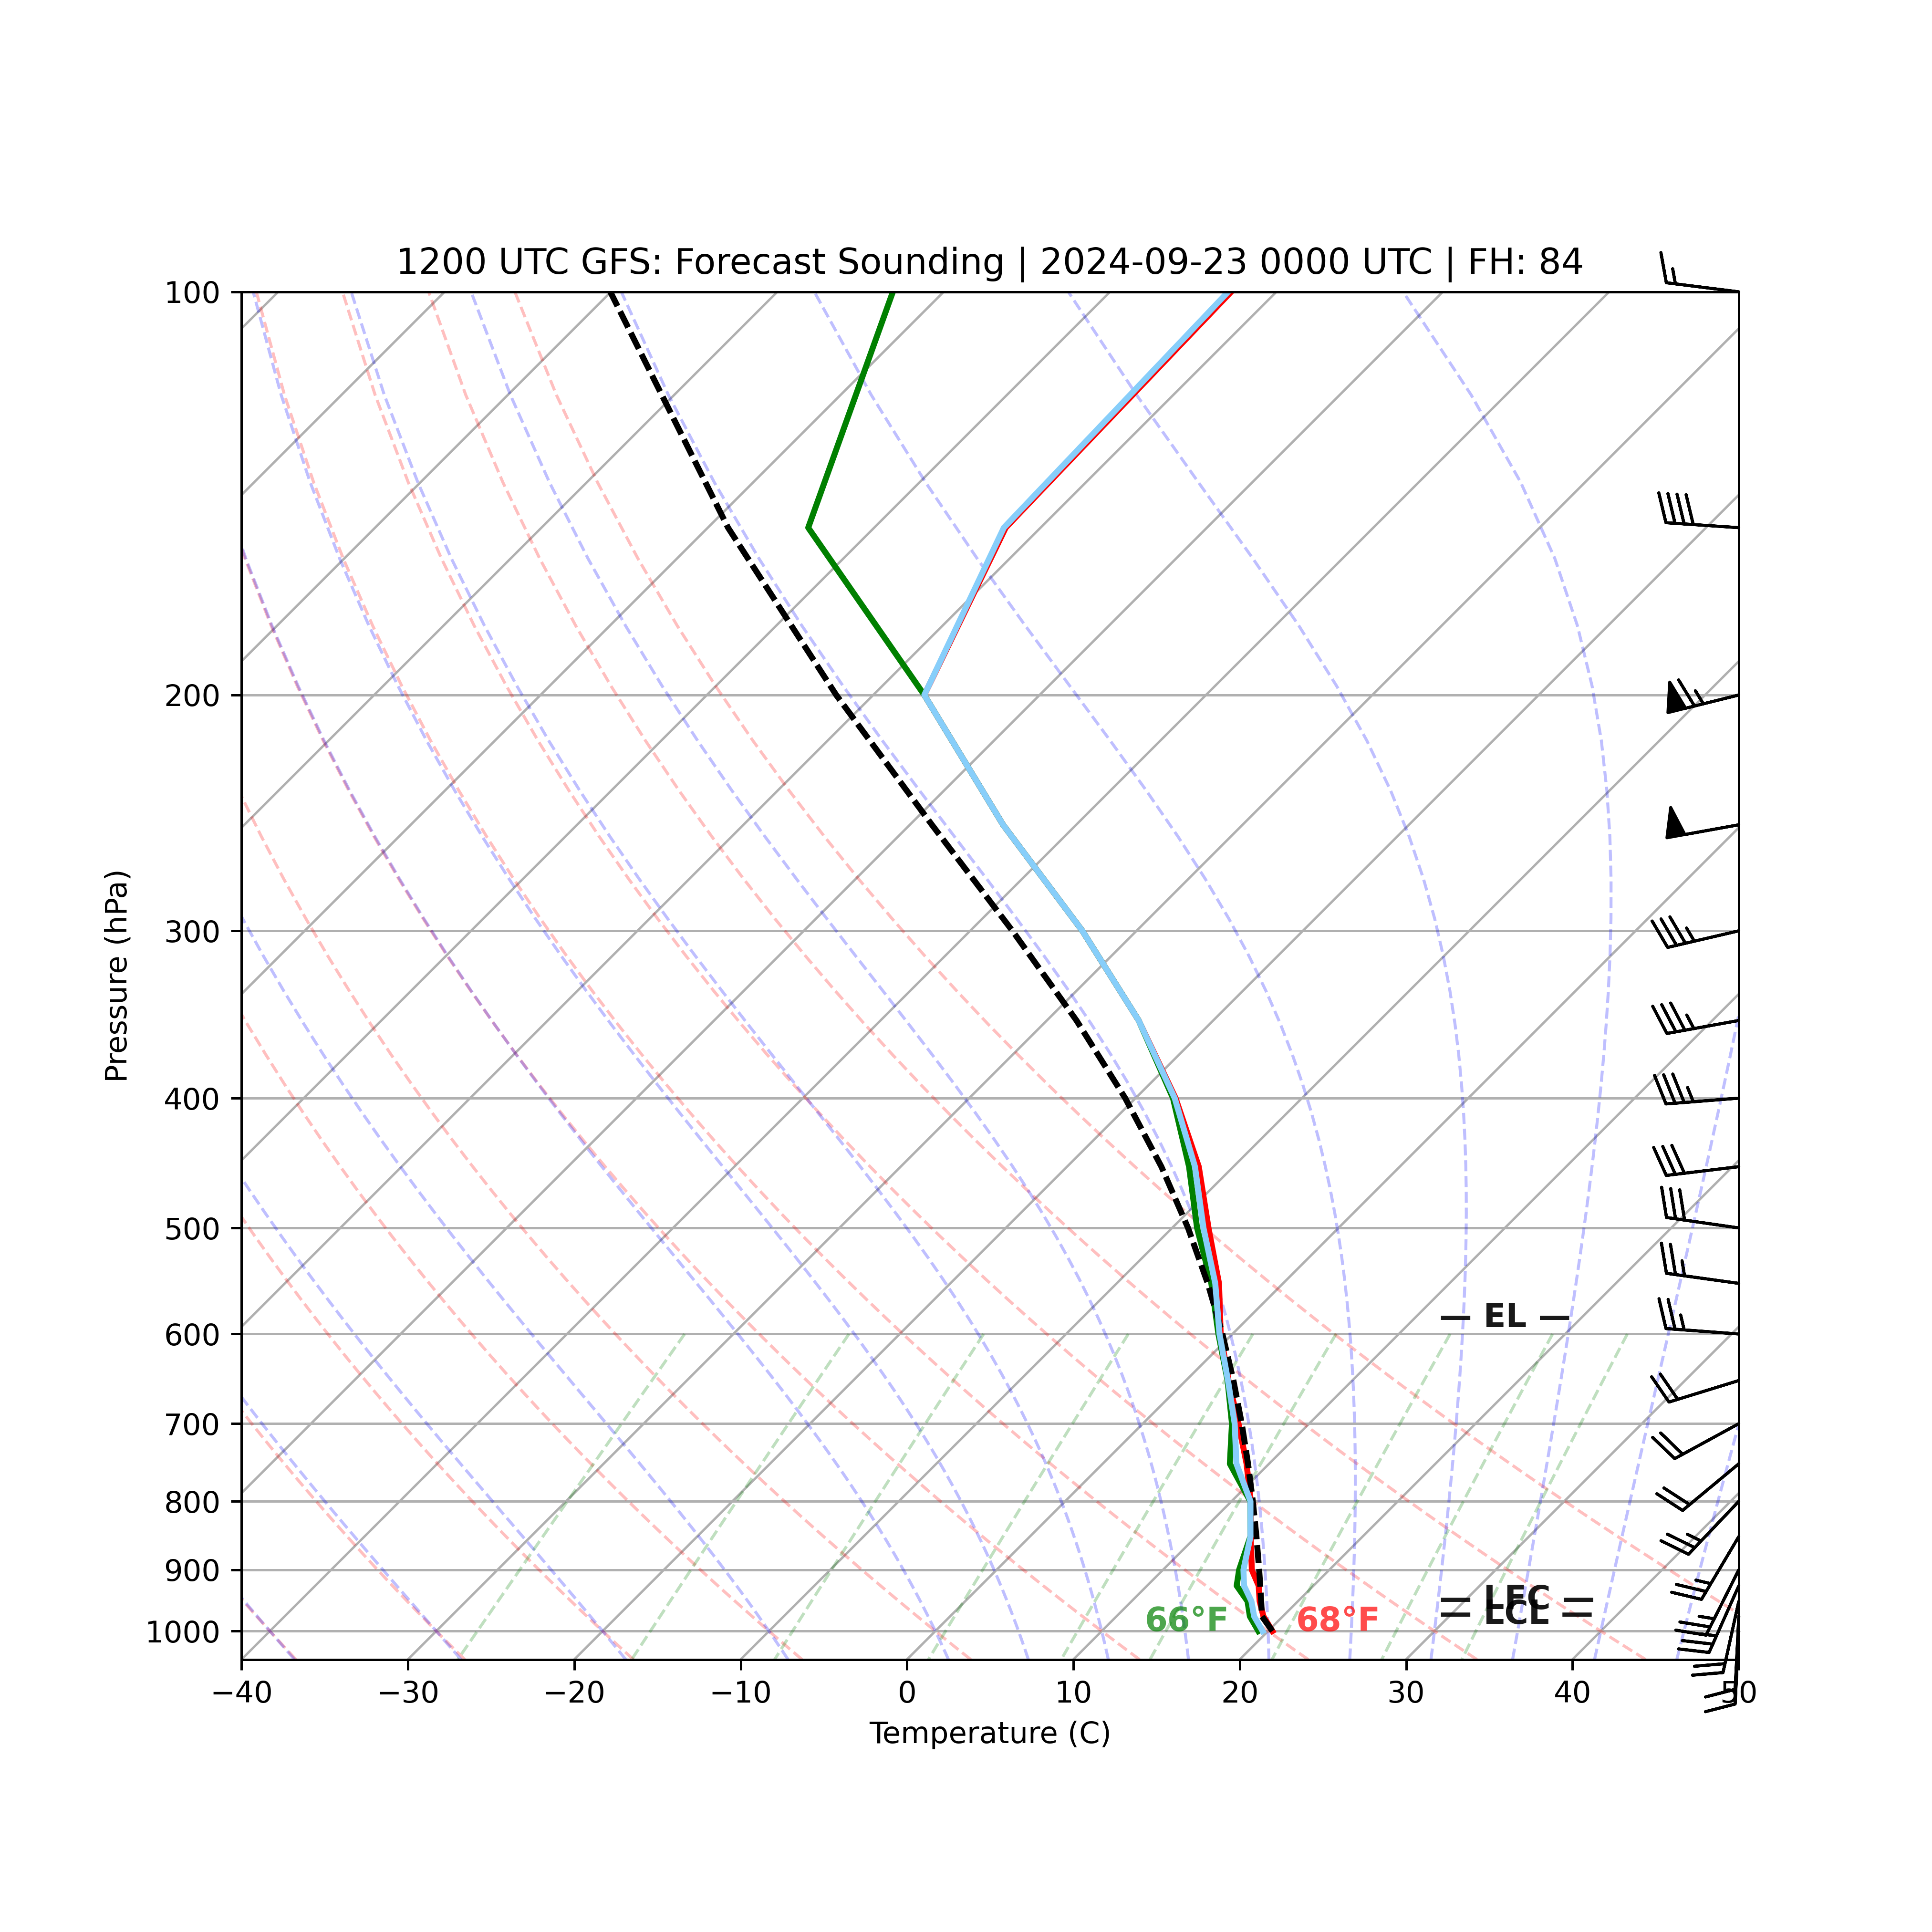 1200 UTC GFS: Forecast Sounding | 2024-09-23 0000 UTC | FH: 84
100
200
300
400
500
600
700
800
900
1000
Pressure (hPa)
— EL —
— LFC —
— LCL —
66°F
68°F
−40
−30
−20
−10
0
10
20
30
40
50
Temperature (C)